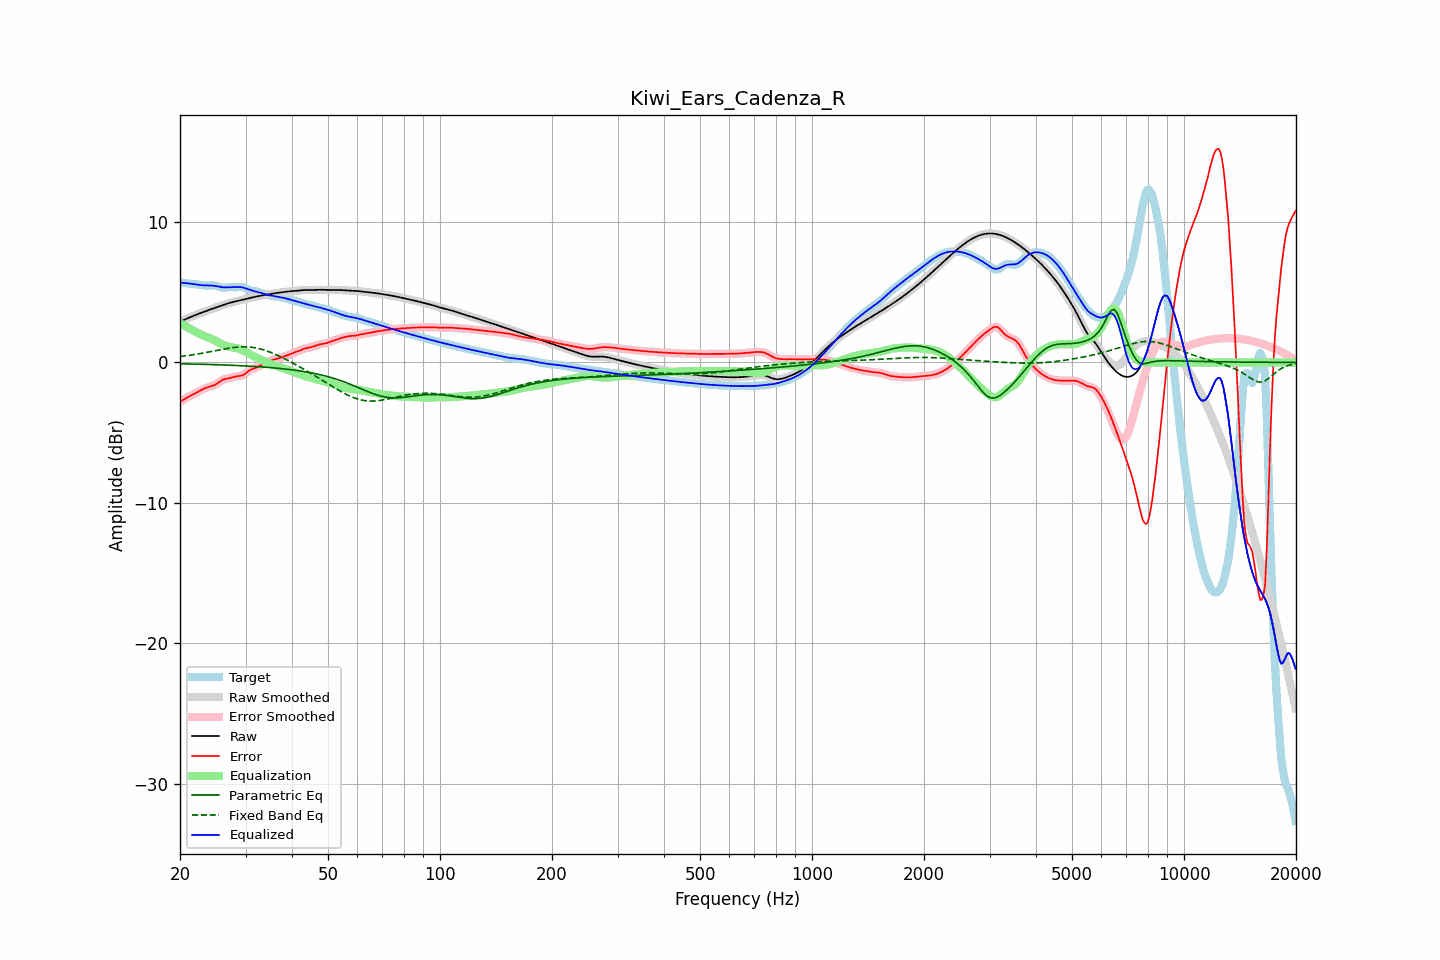 Kiwi_Ears_Cadenza_R
10
0
−10
−20
−30
Amplitude (dBr)
Target
Raw Smoothed
Error Smoothed
Raw
Error
Equalization
Parametric Eq
Fixed Band Eq
Equalized
20 50 100 200 500 1000 2000 5000 10000 20000
Frequency (Hz)